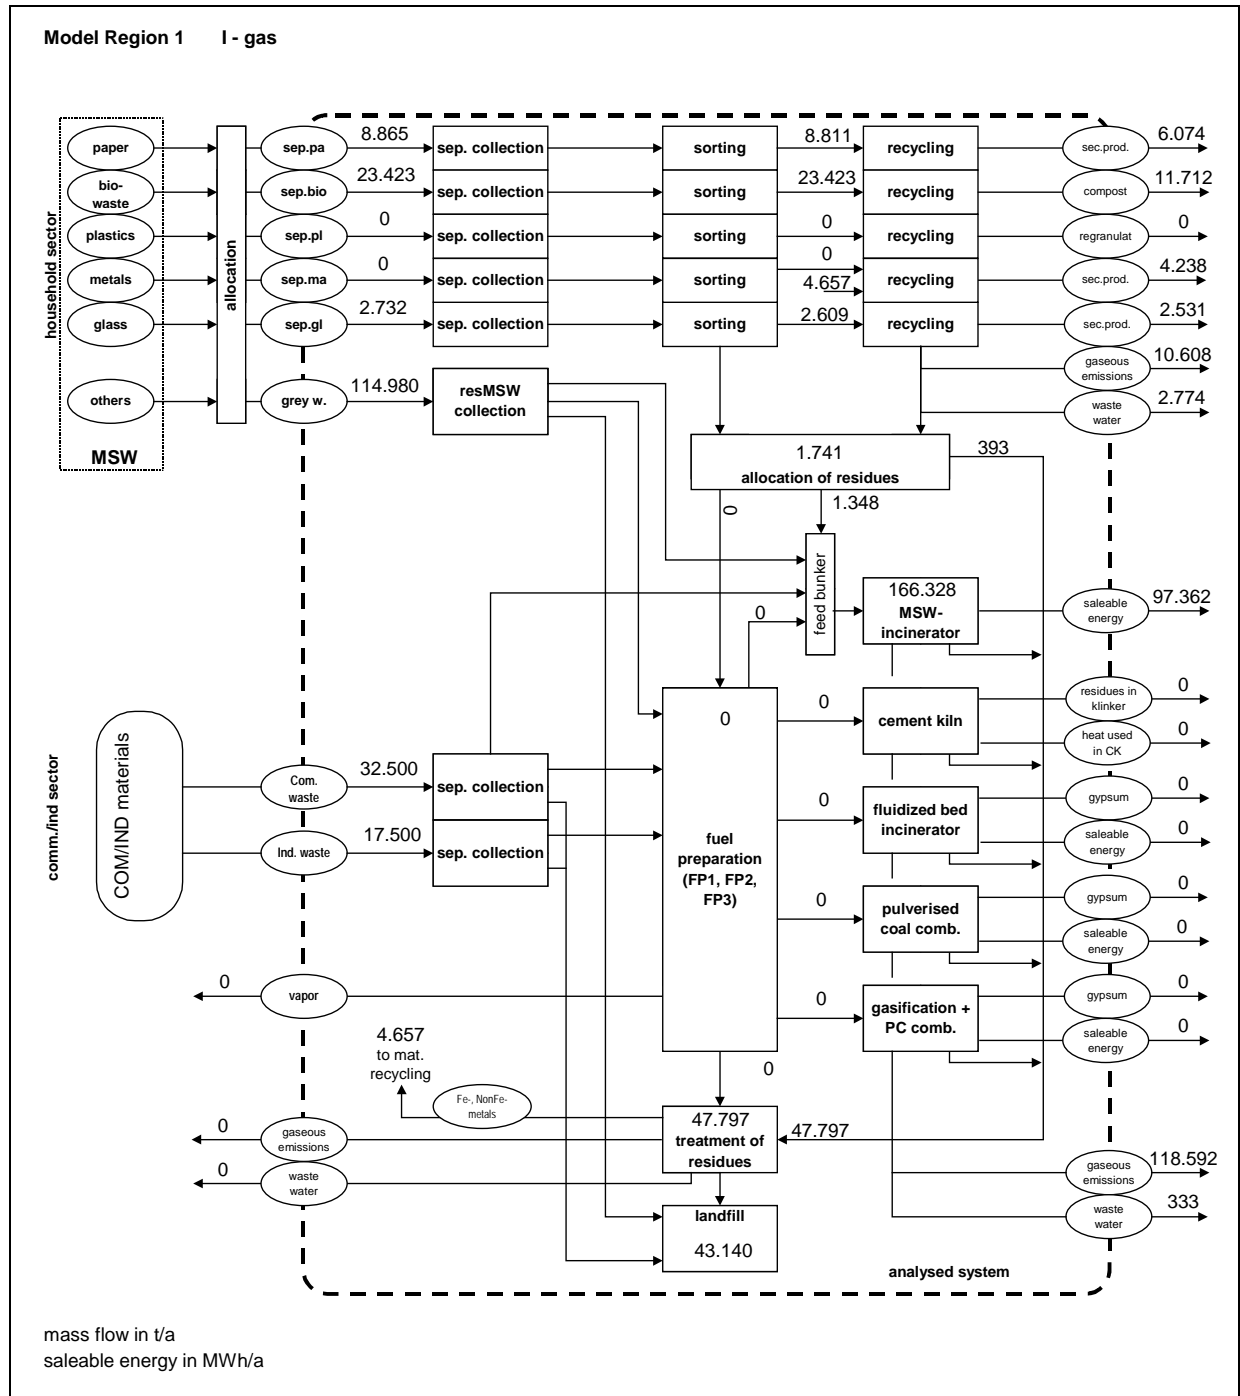 Model Region 1 I - gas
household sector
paper
bio-
waste
plastics
metals
glass
others
MSW
allocation
sep.pa
8.865
sep. collection
sorting
8.811
recycling
sec.prod.
6.074
sep.bio
23.423
sep. collection
sorting
23.423
recycling
compost
11.712
sep.pl
0
sep. collection
sorting
0
recycling
regranulat
0
sep.ma
0
sep. collection
sorting
0
4.657
recycling
sec.prod.
4.238
sep.gl
2.732
sep. collection
sorting
2.609
recycling
sec.prod.
2.531
gaseous
emissions
10.608
waste
water
2.774
grey w.
114.980
resMSW
collection
1.741
allocation of residues
393
0
1.348
feed bunker
0
166.328
MSW-
incinerator
saleable
energy
97.362
comm./ind sector
COM/IND materials
Com.
waste
32.500
sep. collection
Ind. waste
17.500
sep. collection
0
fuel
preparation
(FP1, FP2,
FP3)
0
cement kiln
residues in
klinker
0
heat used
in CK
0
0
fluidized bed
incinerator
gypsum
0
saleable
energy
0
0
pulverised
coal comb.
gypsum
0
saleable
energy
0
0
gasification +
PC comb.
gypsum
0
saleable
energy
0
0
vapor
4.657
to mat.
recycling
Fe-, NonFe-
metals
0
47.797
treatment of
residues
47.797
0
gaseous
emissions
0
waste
water
landfill
43.140
gaseous
emissions
118.592
waste
water
333
analysed system
mass flow in t/a
saleable energy in MWh/a